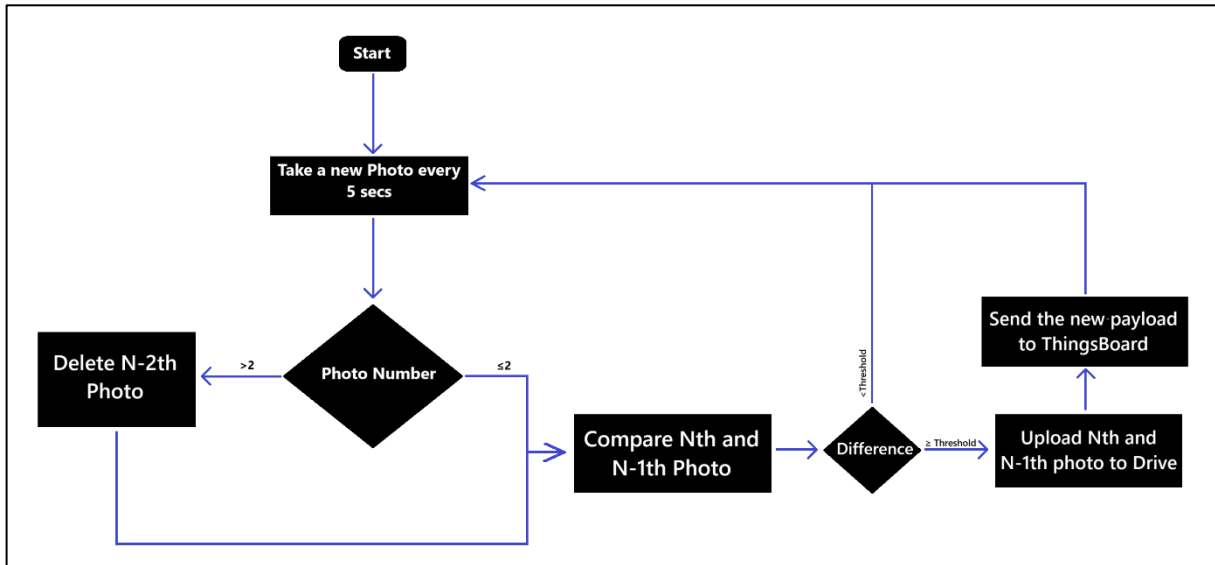 Start
Take a new Photo every
5 secs
Photo Number
>2
≤2
Delete N-2th
Photo
Compare Nth and
N-1th Photo
Difference
<Threshold
≥ Threshold
Upload Nth and
N-1th photo to Drive
Send the new payload
to ThingsBoard